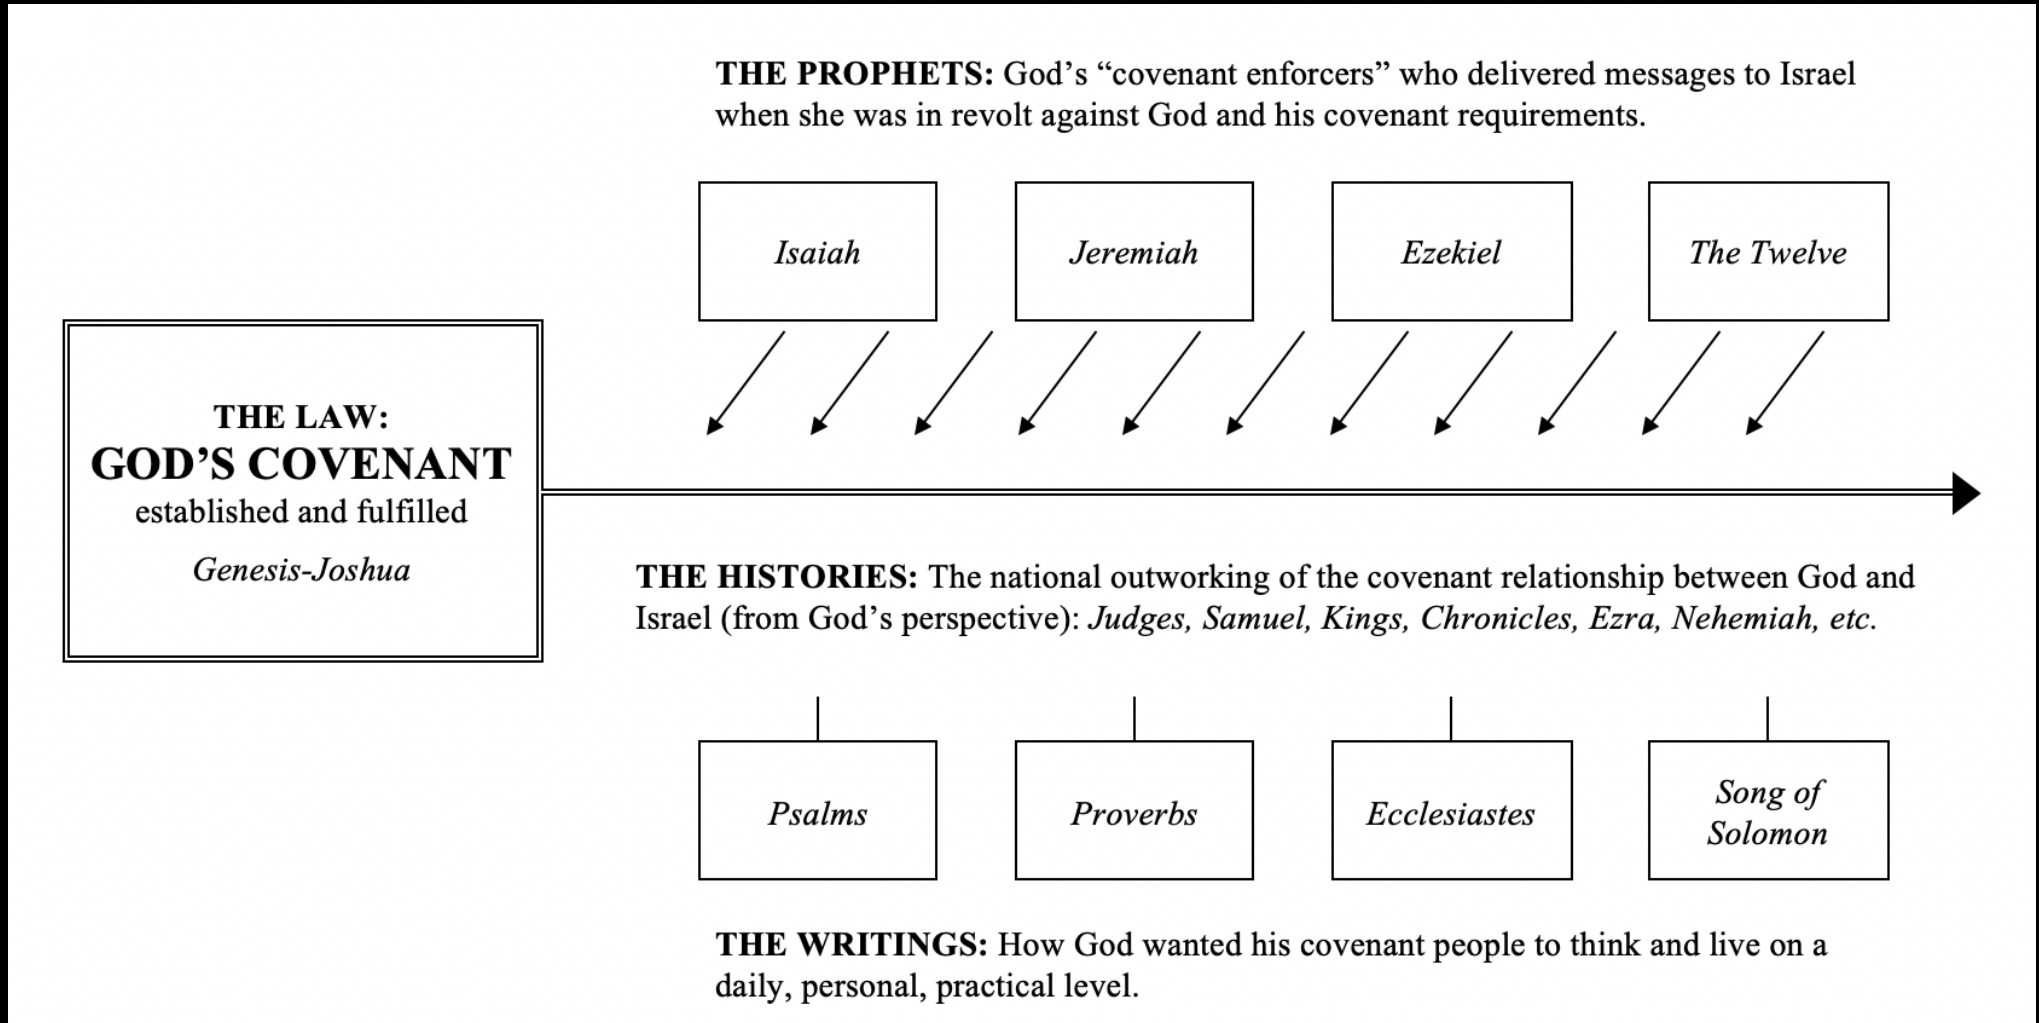 THE PROPHETS: God’s “covenant enforcers” who delivered messages to Israel
when she was in revolt against God and his covenant requirements.
Isaiah
Jeremiah
Ezekiel
The Twelve
THE LAW:
GOD’S COVENANT
established and fulfilled
Genesis-Joshua
THE HISTORIES: The national outworking of the covenant relationship between God and
Israel (from God’s perspective): Judges, Samuel, Kings, Chronicles, Ezra, Nehemiah, etc.
Psalms
Proverbs
Ecclesiastes
Song of
Solomon
THE WRITINGS: How God wanted his covenant people to think and live on a
daily, personal, practical level.